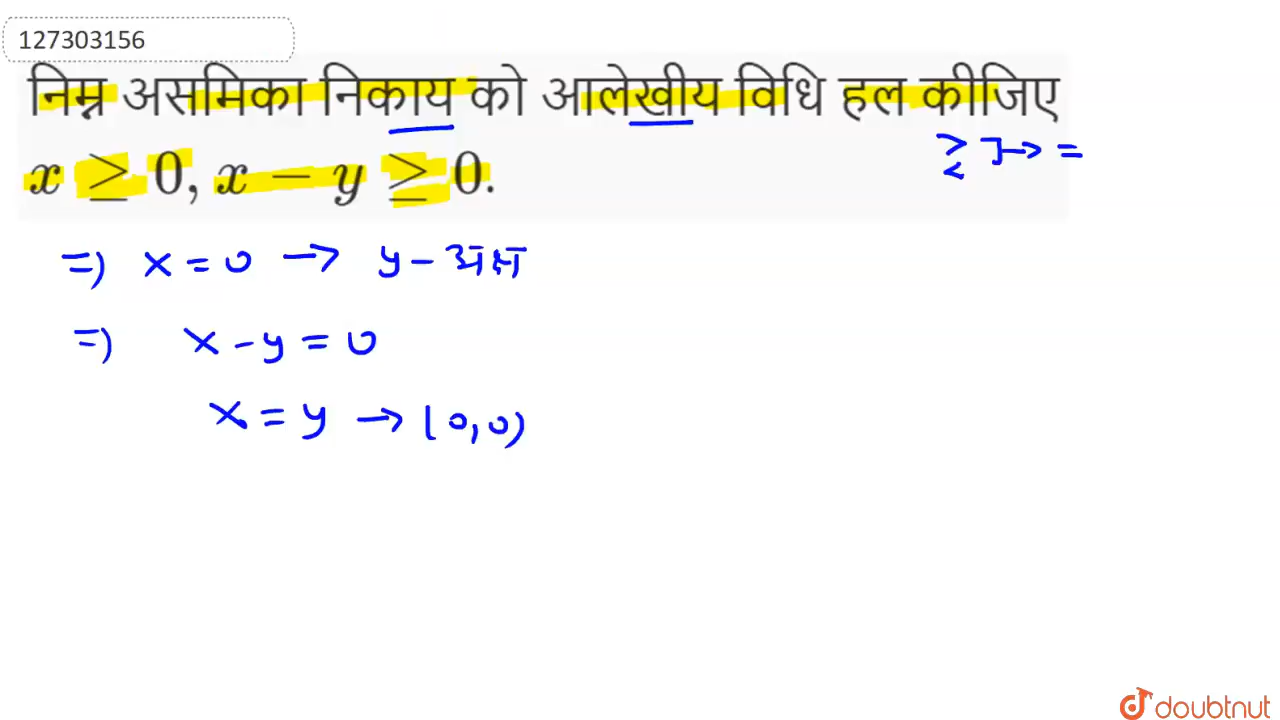 127303156
निम्न असमिका निकाय को आलेखीय विधि हल कीजिए
x ≥ 0, x − y ≥ 0.
≥ ≤ ] → =
⇒) x = 0 → y - अक्ष
⇒) x - y = 0
x = y → (0,0)
doubtnut